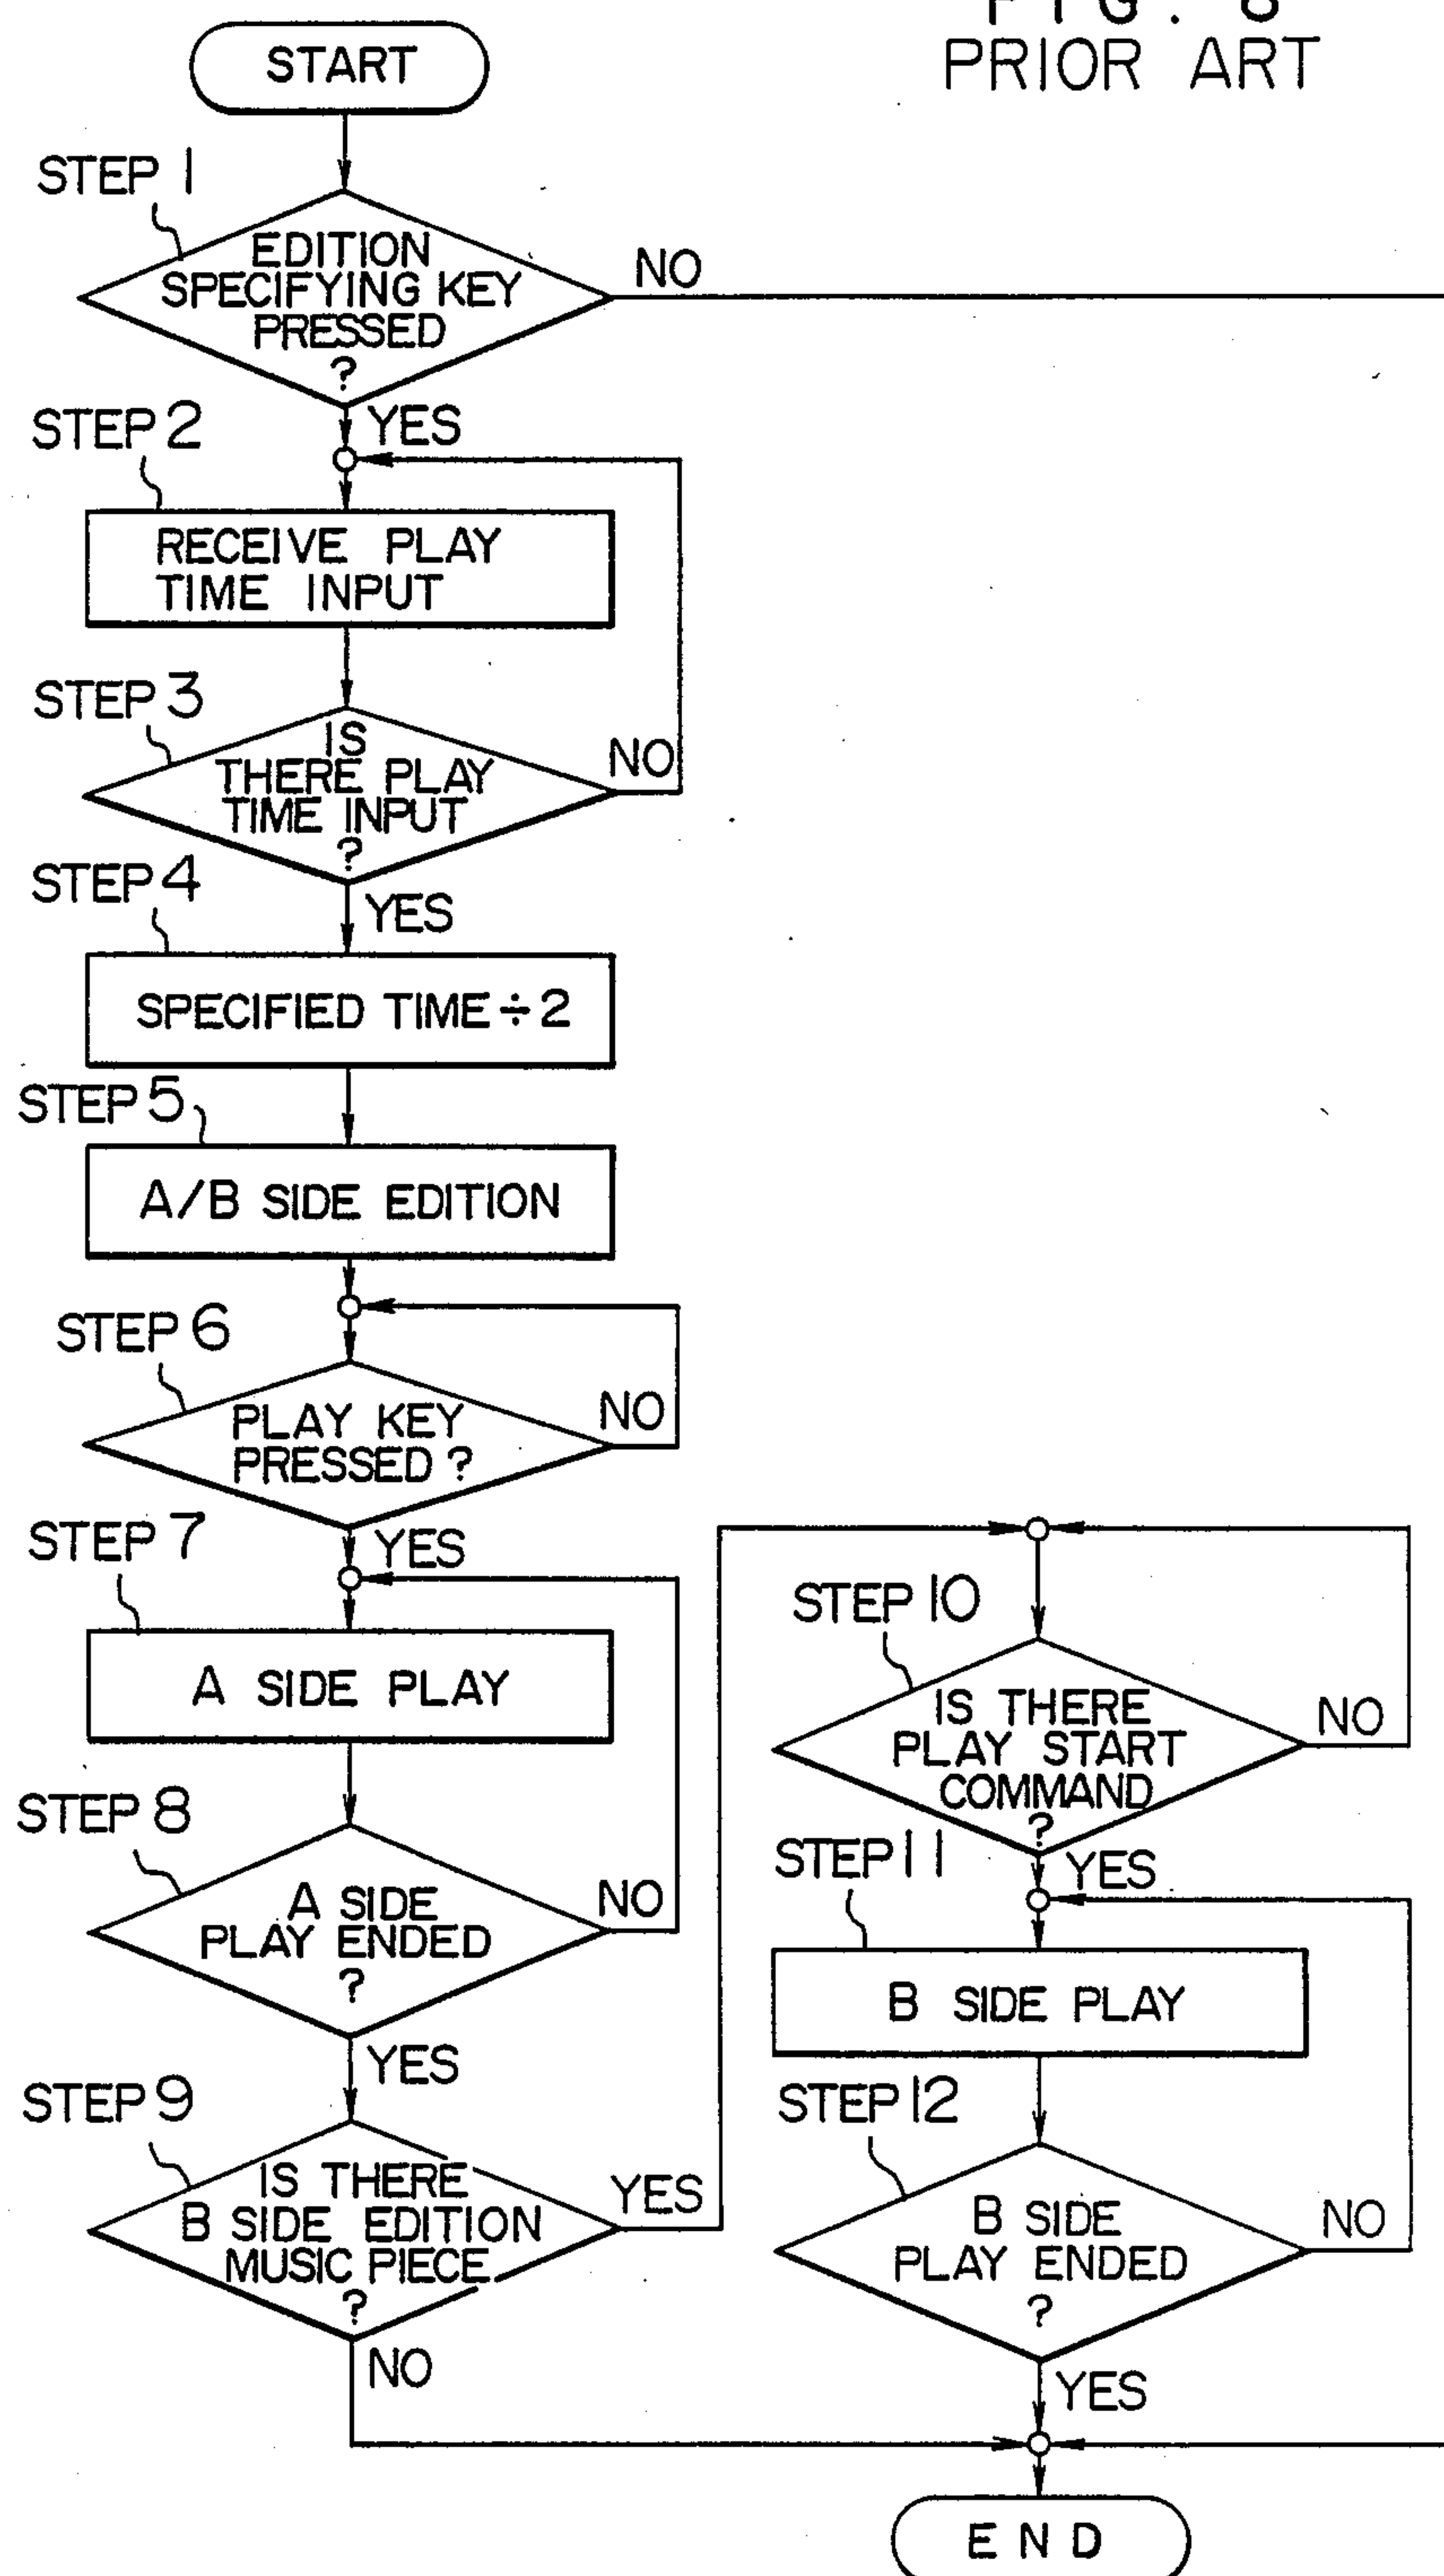 FIG. 8
PRIOR ART
START
STEP 1
EDITION
SPECIFYING KEY
PRESSED
?
NO
YES
STEP 2
RECEIVE PLAY
TIME INPUT
STEP 3
IS
THERE PLAY
TIME INPUT
?
NO
YES
STEP 4
SPECIFIED TIME ÷ 2
STEP 5
A/B SIDE EDITION
STEP 6
PLAY KEY
PRESSED ?
NO
YES
STEP 7
A SIDE PLAY
STEP 8
A SIDE
PLAY ENDED
?
NO
YES
STEP 9
IS THERE
B SIDE EDITION
MUSIC PIECE
?
YES
NO
STEP 10
IS THERE
PLAY START
COMMAND
?
NO
YES
STEP 11
B SIDE PLAY
STEP 12
B SIDE
PLAY ENDED
?
NO
YES
END